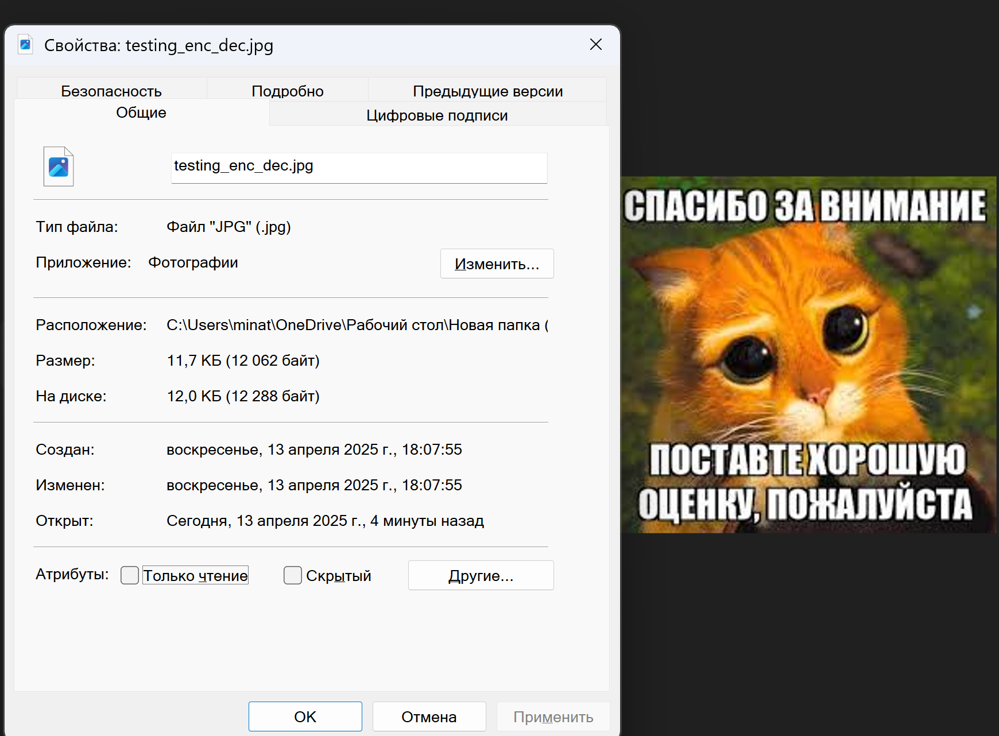 Свойства: testing_enc_dec.jpg
Безопасность Подробно Предыдущие версии
Общие Цифровые подписи
testing_enc_dec.jpg
Тип файла: Файл "JPG" (.jpg)
Приложение: Фотографии Изменить...
Расположение: C:\Users\minat\OneDrive\Рабочий стол\Новая папка (
Размер: 11,7 КБ (12 062 байт)
На диске: 12,0 КБ (12 288 байт)
Создан: воскресенье, 13 апреля 2025 г., 18:07:55
Изменен: воскресенье, 13 апреля 2025 г., 18:07:55
Открыт: Сегодня, 13 апреля 2025 г., 4 минуты назад
Атрибуты: Только чтение Скрытый Другие...
OK Отмена Применить
СПАСИБО ЗА ВНИМАНИЕ
ПОСТАВТЕ ХОРОШУЮ
ОЦЕНКУ, ПОЖАЛУЙСТА